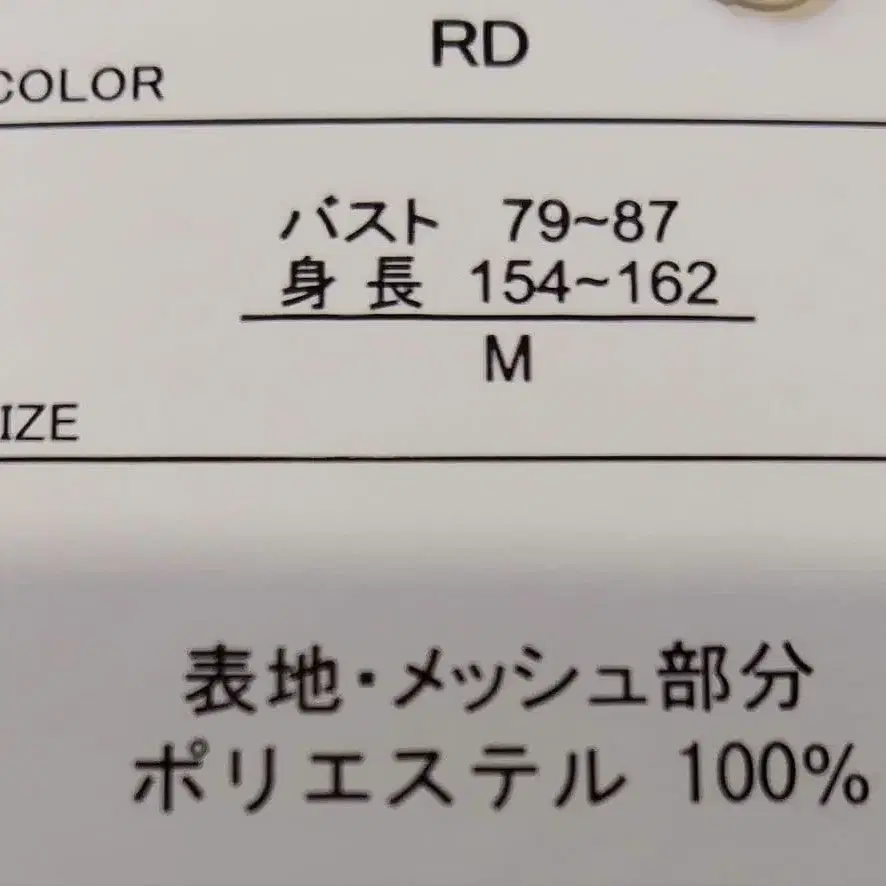 COLOR RD
バスト 79~87
身長 154~162
M
SIZE
表地・メッシュ部分
ポリエステル 100%